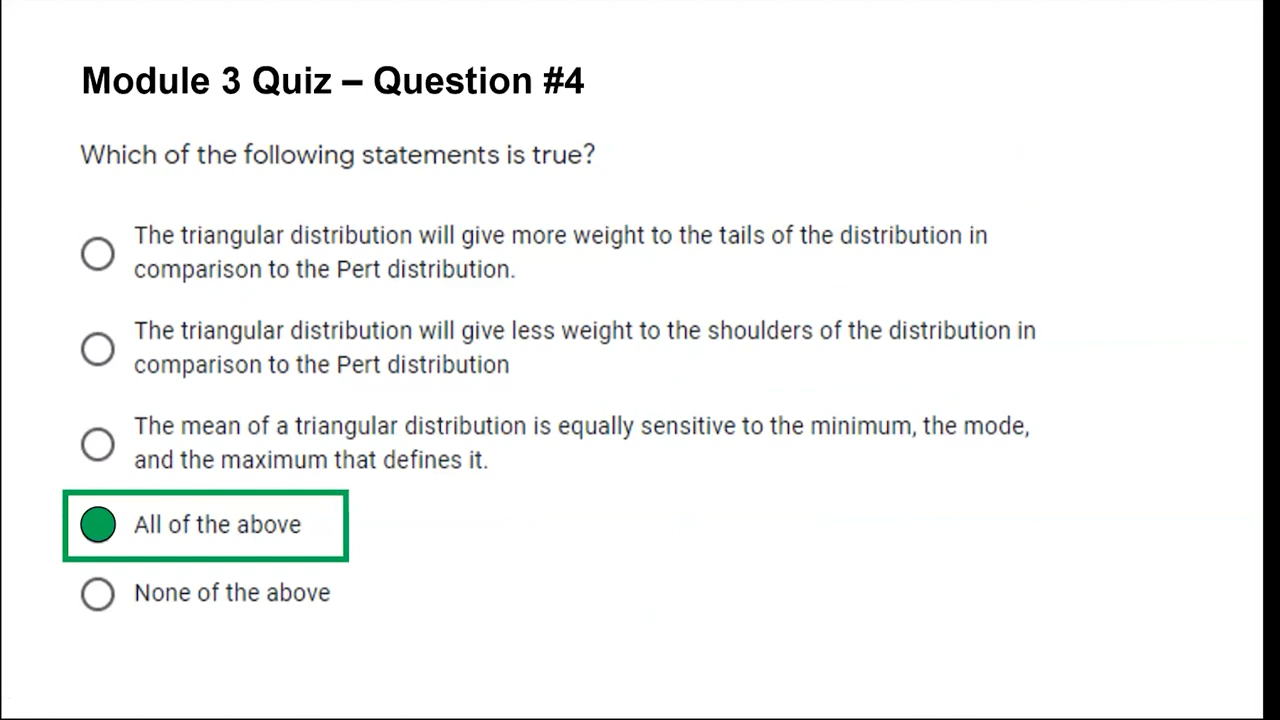 Module 3 Quiz – Question #4
Which of the following statements is true?
The triangular distribution will give more weight to the tails of the distribution in
comparison to the Pert distribution.
The triangular distribution will give less weight to the shoulders of the distribution in
comparison to the Pert distribution
The mean of a triangular distribution is equally sensitive to the minimum, the mode,
and the maximum that defines it.
All of the above
None of the above